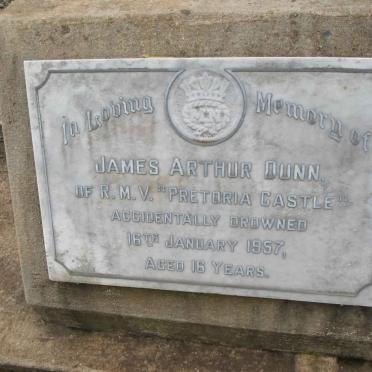 In Loving Memory of
JAMES ARTHUR DUNN,
OF R.M.V. "PRETORIA CASTLE"
ACCIDENTALLY DROWNED
16TH JANUARY 1957,
AGED 16 YEARS.